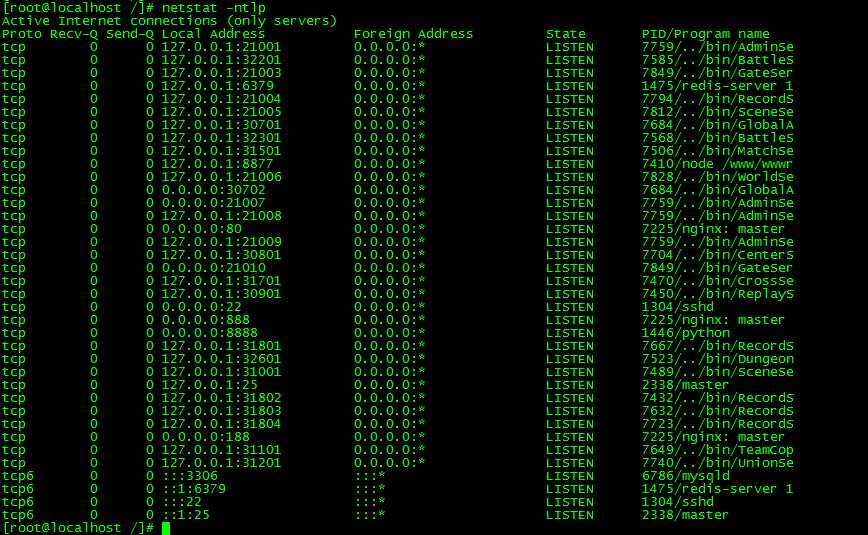 [root@localhost /]# netstat -ntlp
Active Internet connections (only servers)
Proto Recv-Q Send-Q Local Address Foreign Address State PID/Program name
tcp 0 0 127.0.0.1:21001 0.0.0.0:* LISTEN 7759/../bin/AdminSe
tcp 0 0 127.0.0.1:32201 0.0.0.0:* LISTEN 7585/../bin/BattleS
tcp 0 0 127.0.0.1:21003 0.0.0.0:* LISTEN 7849/../bin/GateSer
tcp 0 0 127.0.0.1:6379 0.0.0.0:* LISTEN 1475/redis-server 1
tcp 0 0 127.0.0.1:21004 0.0.0.0:* LISTEN 7794/../bin/RecordS
tcp 0 0 127.0.0.1:21005 0.0.0.0:* LISTEN 7812/../bin/SceneSe
tcp 0 0 127.0.0.1:30701 0.0.0.0:* LISTEN 7684/../bin/GlobalA
tcp 0 0 127.0.0.1:32301 0.0.0.0:* LISTEN 7568/../bin/BattleS
tcp 0 0 127.0.0.1:31501 0.0.0.0:* LISTEN 7506/../bin/MatchSe
tcp 0 0 127.0.0.1:8877 0.0.0.0:* LISTEN 7410/node /www/wwwr
tcp 0 0 127.0.0.1:21006 0.0.0.0:* LISTEN 7828/../bin/WorldSe
tcp 0 0 0.0.0.0:30702 0.0.0.0:* LISTEN 7684/../bin/GlobalA
tcp 0 0 0.0.0.0:21007 0.0.0.0:* LISTEN 7759/../bin/AdminSe
tcp 0 0 127.0.0.1:21008 0.0.0.0:* LISTEN 7759/../bin/AdminSe
tcp 0 0 0.0.0.0:80 0.0.0.0:* LISTEN 7225/nginx: master
tcp 0 0 127.0.0.1:21009 0.0.0.0:* LISTEN 7759/../bin/AdminSe
tcp 0 0 127.0.0.1:30801 0.0.0.0:* LISTEN 7704/../bin/CenterS
tcp 0 0 0.0.0.0:21010 0.0.0.0:* LISTEN 7849/../bin/GateSer
tcp 0 0 127.0.0.1:31701 0.0.0.0:* LISTEN 7470/../bin/CrossSe
tcp 0 0 127.0.0.1:30901 0.0.0.0:* LISTEN 7450/../bin/ReplayS
tcp 0 0 0.0.0.0:22 0.0.0.0:* LISTEN 1304/sshd
tcp 0 0 0.0.0.0:888 0.0.0.0:* LISTEN 7225/nginx: master
tcp 0 0 0.0.0.0:8888 0.0.0.0:* LISTEN 1446/python
tcp 0 0 127.0.0.1:31801 0.0.0.0:* LISTEN 7667/../bin/RecordS
tcp 0 0 127.0.0.1:32601 0.0.0.0:* LISTEN 7523/../bin/Dungeon
tcp 0 0 127.0.0.1:31001 0.0.0.0:* LISTEN 7489/../bin/SceneSe
tcp 0 0 127.0.0.1:25 0.0.0.0:* LISTEN 2338/master
tcp 0 0 127.0.0.1:31802 0.0.0.0:* LISTEN 7432/../bin/RecordS
tcp 0 0 127.0.0.1:31803 0.0.0.0:* LISTEN 7632/../bin/RecordS
tcp 0 0 127.0.0.1:31804 0.0.0.0:* LISTEN 7723/../bin/RecordS
tcp 0 0 0.0.0.0:188 0.0.0.0:* LISTEN 7225/nginx: master
tcp 0 0 127.0.0.1:31101 0.0.0.0:* LISTEN 7649/../bin/TeamCop
tcp 0 0 127.0.0.1:31201 0.0.0.0:* LISTEN 7740/../bin/UnionSe
tcp6 0 0 :::3306 :::* LISTEN 6786/mysqld
tcp6 0 0 ::1:6379 :::* LISTEN 1475/redis-server 1
tcp6 0 0 :::22 :::* LISTEN 1304/sshd
tcp6 0 0 ::1:25 :::* LISTEN 2338/master
[root@localhost /]#